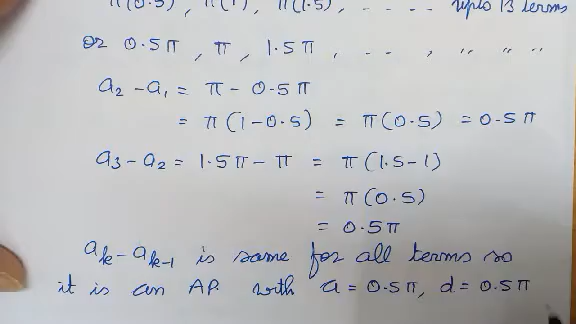 π(0.5), π(1), π(1.5), ..... upto 13 terms
or 0.5π, π, 1.5π, .. .. , " " "
a₂ - a₁ = π - 0.5π
= π(1-0.5) = π(0.5) = 0.5π
a₃ - a₂ = 1.5π - π = π(1.5-1)
= π(0.5)
= 0.5π
aₖ - aₖ₋₁ is same for all terms so
it is an AP. with a = 0.5π, d = 0.5π